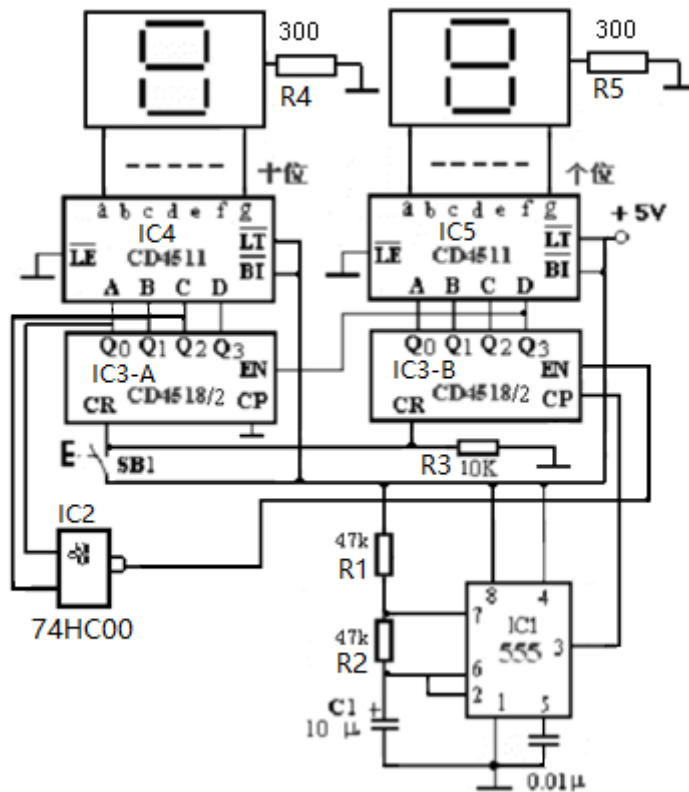 300
R4
300
R5
十位
个位
a b c d e f g
IC4
LE
CD4511
LT
BI
A B C D
a b c d e f g
IC5
LE
CD4511
LT
BI
A B C D
+ 5V
Q0 Q1 Q2 Q3
IC3-A
EN
CD4518/2
CR
CP
Q0 Q1 Q2 Q3
IC3-B
EN
CD4518/2
CP
CR
SB1
R3
10K
IC2
&
74HC00
47k
R1
47k
R2
C1 +
10 μ
8
4
7
IC1
555
3
6
2
1
5
0.01μ